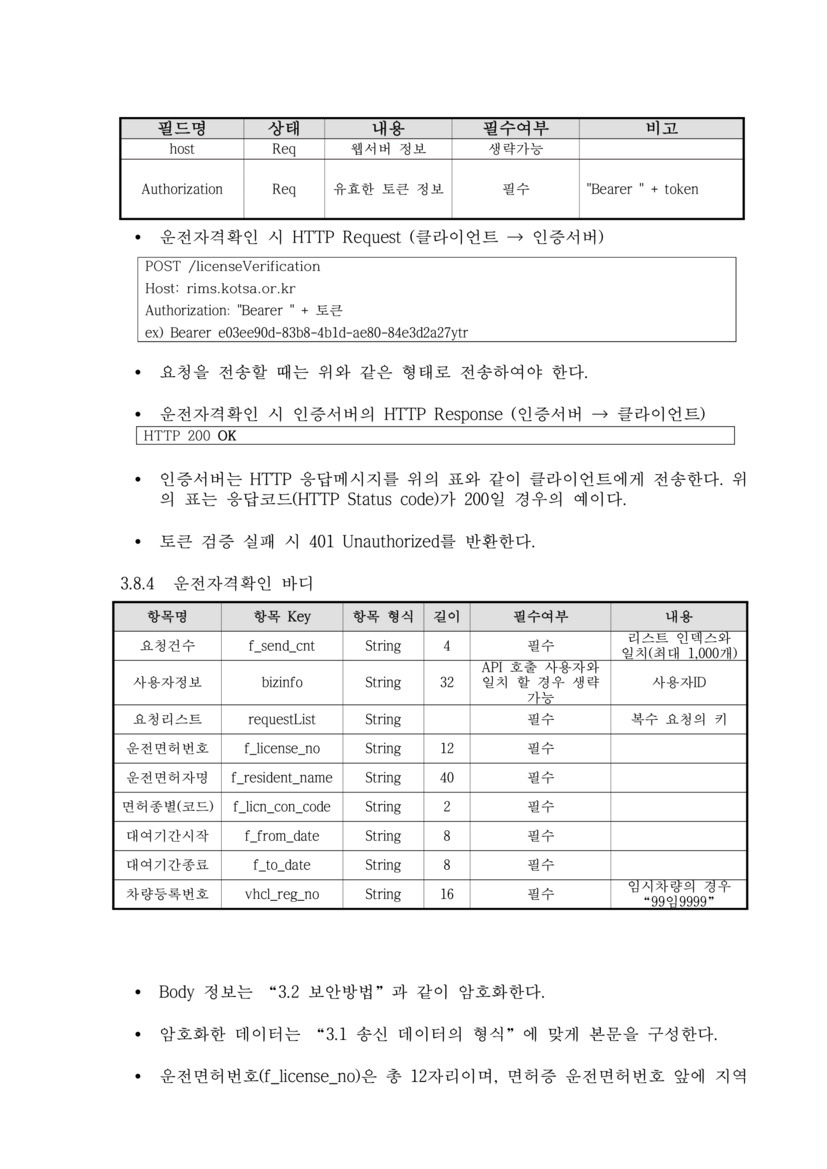 필드명 상태 내용 필수여부 비고
host Req 웹서버 정보 생략가능
Authorization Req 유효한 토큰 정보 필수 "Bearer " + token
• 운전자격확인 시 HTTP Request (클라이언트 → 인증서버)
POST /licenseVerification
Host: rims.kotsa.or.kr
Authorization: "Bearer " + 토큰
ex) Bearer e03ee90d-83b8-4b1d-ae80-84e3d2a27ytr
• 요청을 전송할 때는 위와 같은 형태로 전송하여야 한다.
• 운전자격확인 시 인증서버의 HTTP Response (인증서버 → 클라이언트)
HTTP 200 OK
• 인증서버는 HTTP 응답메시지를 위의 표와 같이 클라이언트에게 전송한다. 위
의 표는 응답코드(HTTP Status code)가 200일 경우의 예이다.
• 토큰 검증 실패 시 401 Unauthorized를 반환한다.
3.8.4 운전자격확인 바디
항목명 항목 Key 항목 형식 길이 필수여부 내용
요청건수 f_send_cnt String 4 필수 리스트 인덱스와
일치(최대 1,000개)
사용자정보 bizinfo String 32 API 호출 사용자와
일치 할 경우 생략
가능 사용자ID
요청리스트 requestList String 필수 복수 요청의 키
운전면허번호 f_license_no String 12 필수
운전면허자명 f_resident_name String 40 필수
면허종별(코드) f_licn_con_code String 2 필수
대여기간시작 f_from_date String 8 필수
대여기간종료 f_to_date String 8 필수
차량등록번호 vhcl_reg_no String 16 필수 임시차량의 경우
“99임9999”
• Body 정보는 “3.2 보안방법”과 같이 암호화한다.
• 암호화한 데이터는 “3.1 송신 데이터의 형식”에 맞게 본문을 구성한다.
• 운전면허번호(f_license_no)은 총 12자리이며, 면허증 운전면허번호 앞에 지역